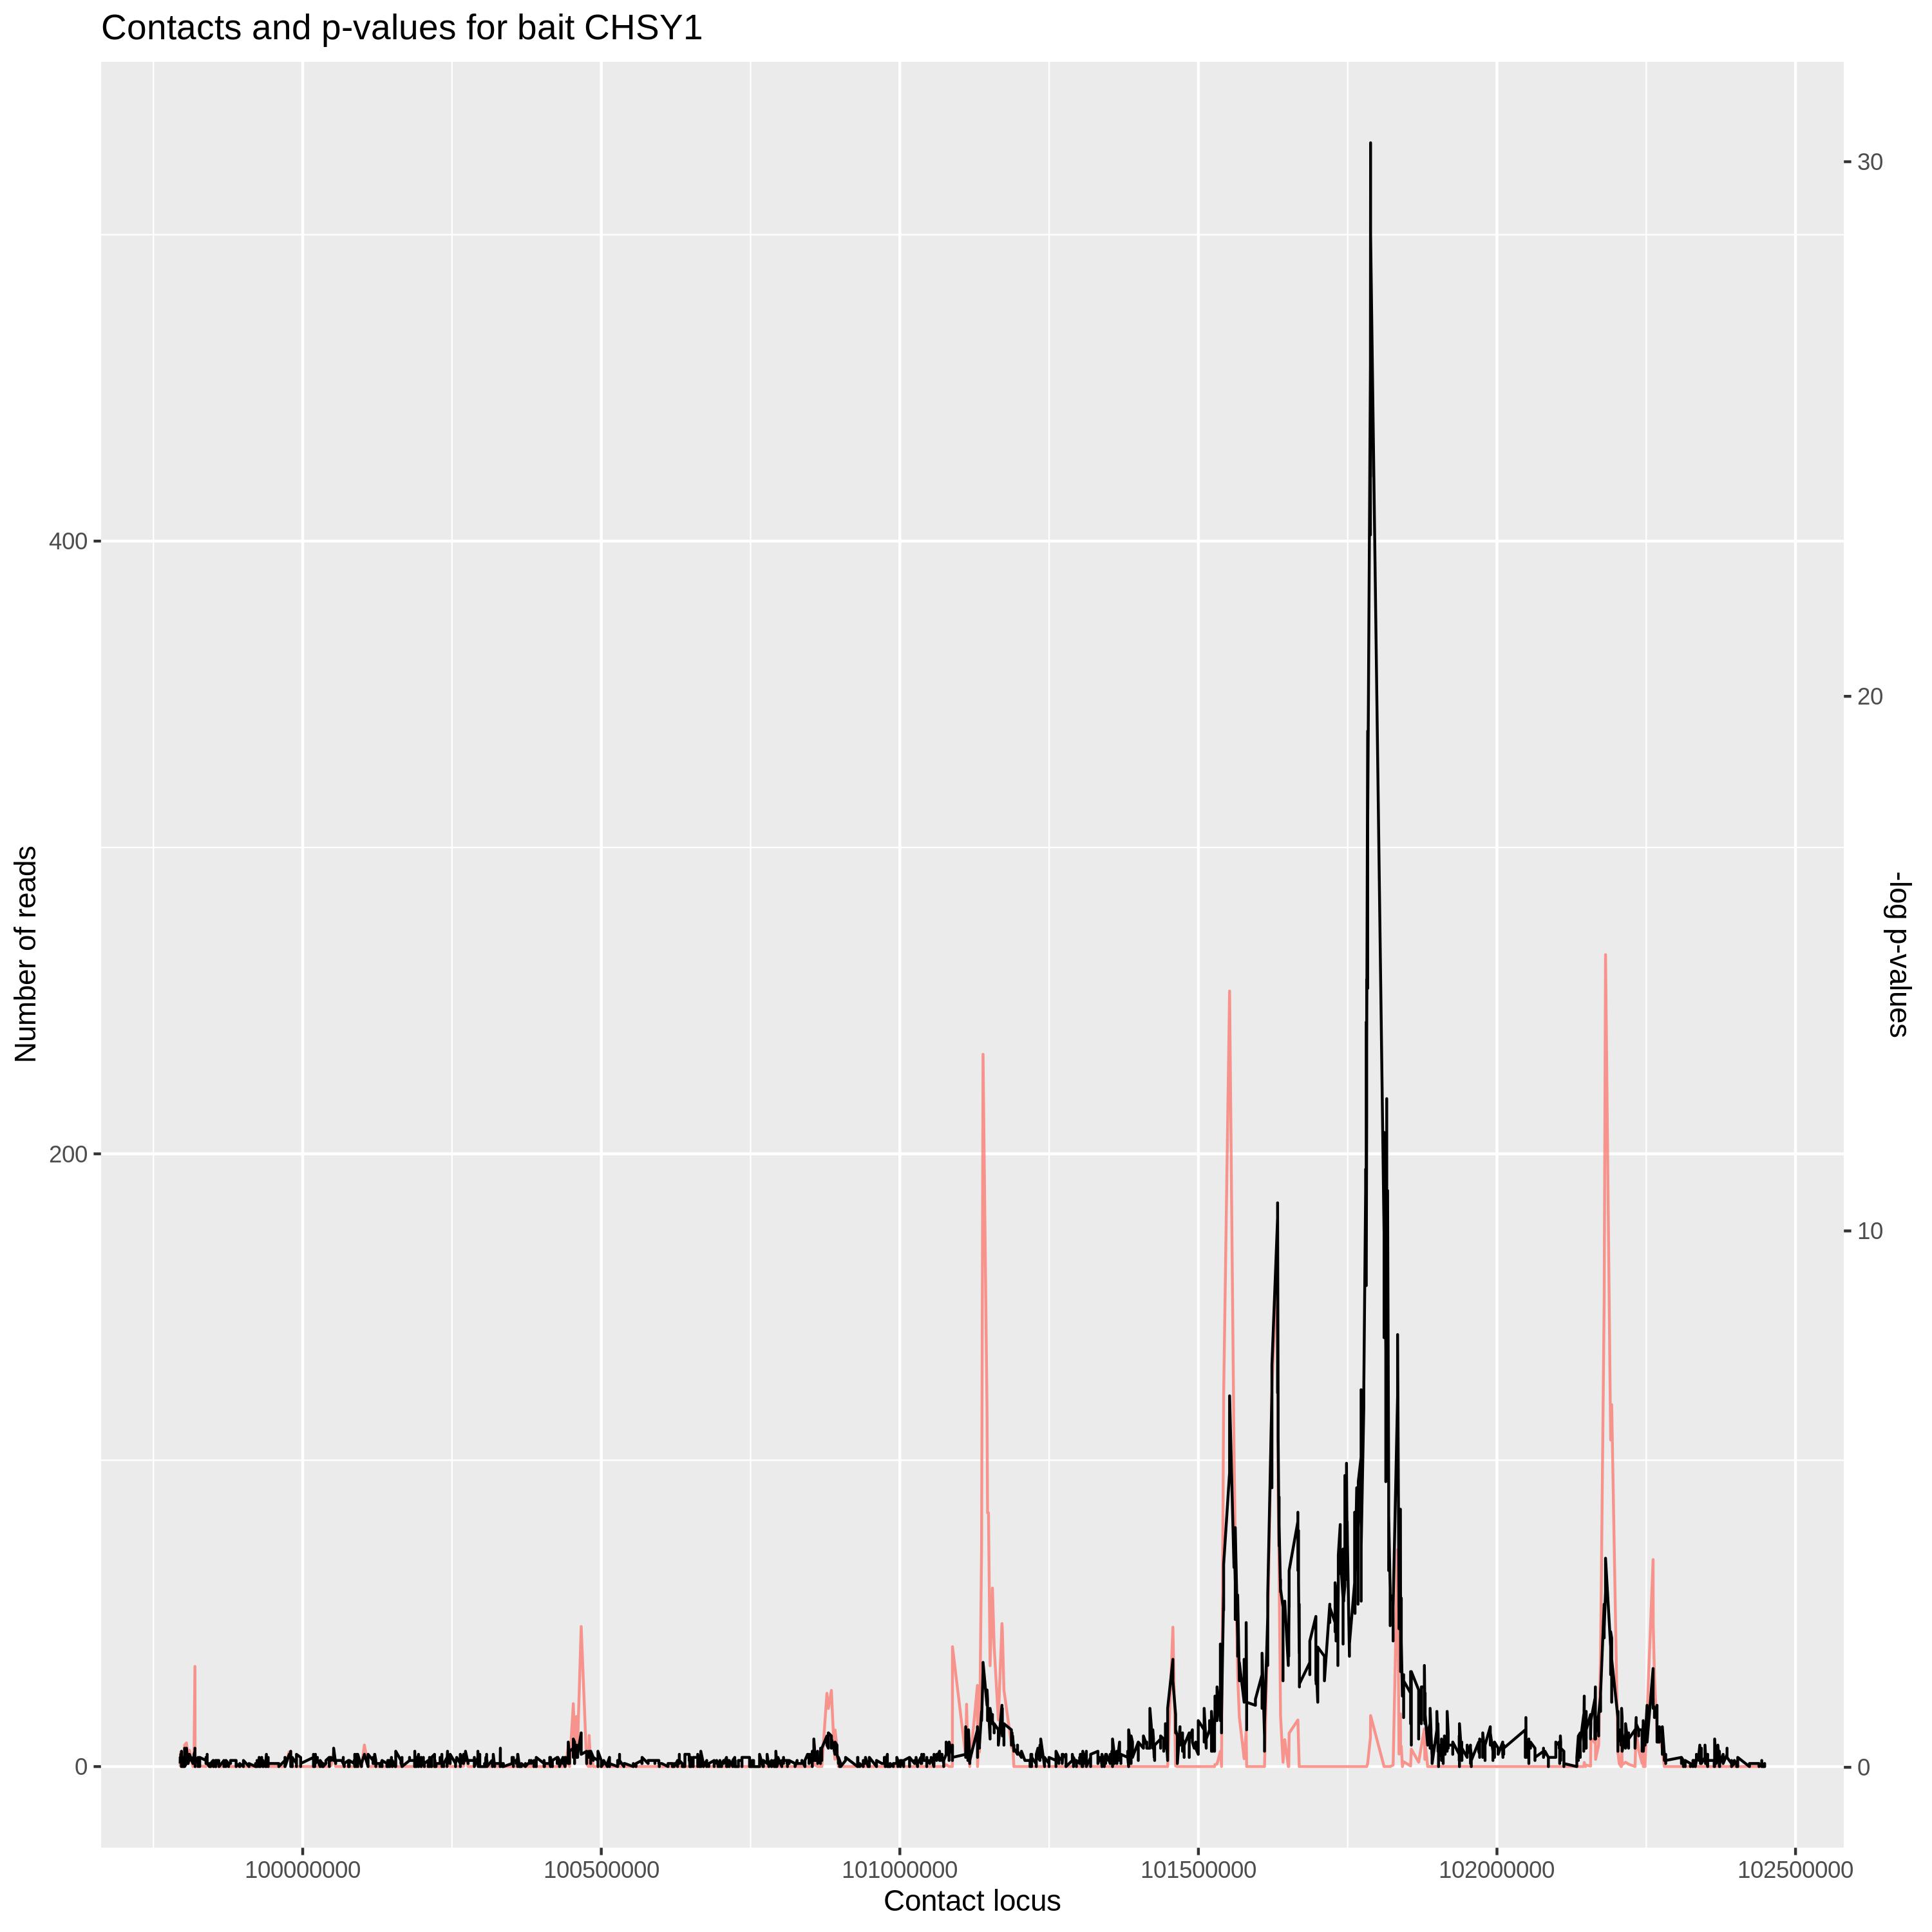 Contacts and p-values for bait CHSY1
Number of reads
400
200
0
30
20
10
0
-log p-values
100000000 100500000 101000000 101500000 102000000 102500000
Contact locus